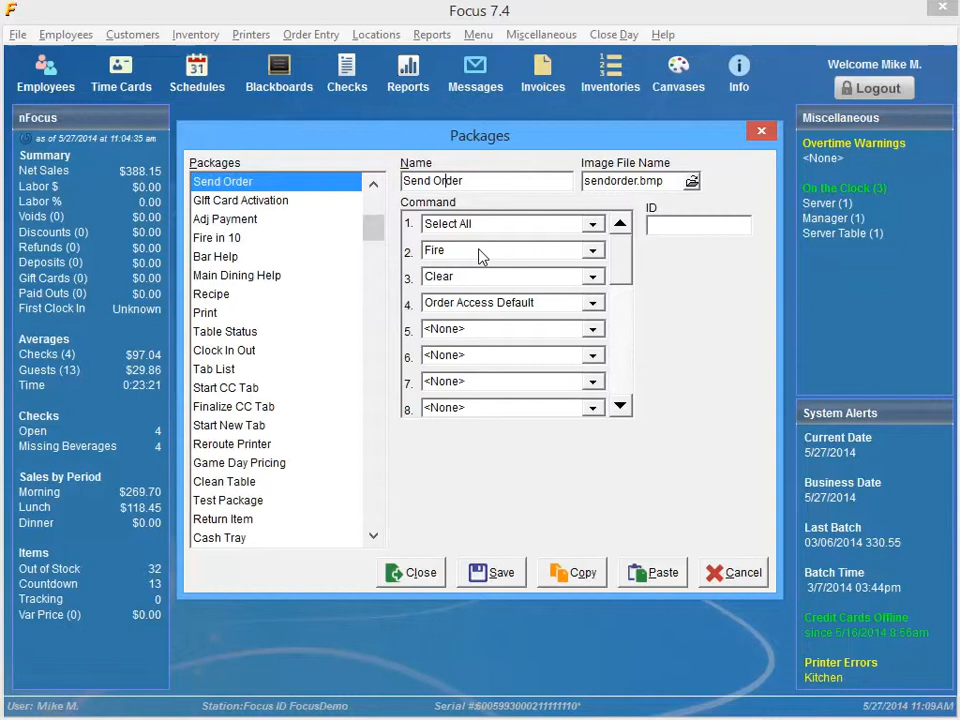 Focus 7.4
File Employees Customers Inventory Printers Order Entry Locations Reports Menu Miscellaneous Close Day Help
Employees Time Cards Schedules Blackboards Checks Reports Messages Invoices Inventories Canvases Info
Welcome Mike M.
Logout
nFocus
as of 5/27/2014 at 11:04:35 am
Summary
Net Sales $388.15
Labor $ 0
Labor % 0.00
Voids (0) $0.00
Discounts (0) $0.00
Refunds (0) $0.00
Deposits (0) $0.00
Gift Cards (0) $0.00
Paid Outs (0) $0.00
First Clock In Unknown
Averages
Checks (4) $97.04
Guests (13) $29.86
Time 0:23:21
Checks
Open 4
Missing Beverages 4
Sales by Period
Morning $269.70
Lunch $118.45
Dinner $0.00
Items
Out of Stock 32
Countdown 13
Tracking 0
Var Price (0) $0.00
Packages
Packages
Send Order
GIft Card Activation
Adj Payment
Fire in 10
Bar Help
Main Dining Help
Recipe
Print
Table Status
Clock In Out
Tab List
Start CC Tab
Finalize CC Tab
Start New Tab
Reroute Printer
Game Day Pricing
Clean Table
Test Package
Return Item
Cash Tray
Name
Send Order
Image File Name
sendorder.bmp
Command
ID
1. Select All
2. Fire
3. Clear
4. Order Access Default
5. <None>
6. <None>
7. <None>
8. <None>
Close Save Copy Paste Cancel
Miscellaneous
Overtime Warnings
<None>
On the Clock (3)
Server (1)
Manager (1)
Server Table (1)
System Alerts
Current Date
5/27/2014
Business Date
5/27/2014
Last Batch
03/06/2014 330.55
Batch Time
3/7/2014 03:44pm
Credit Cards Offline
since 5/16/2014 8:56am
Printer Errors
Kitchen
User: Mike M. Station:Focus ID FocusDemo Serial #:6005993000211111110* 5/27/2014 11:09AM